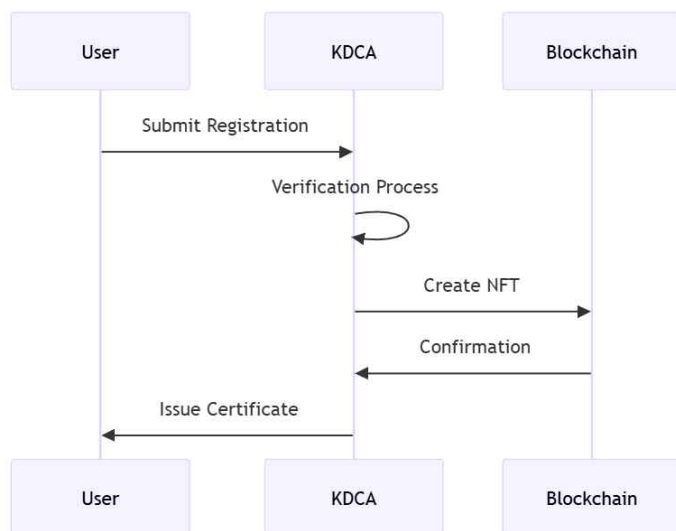 User
KDCA
Blockchain
Submit Registration
Verification Process
Create NFT
Confirmation
Issue Certificate
User
KDCA
Blockchain